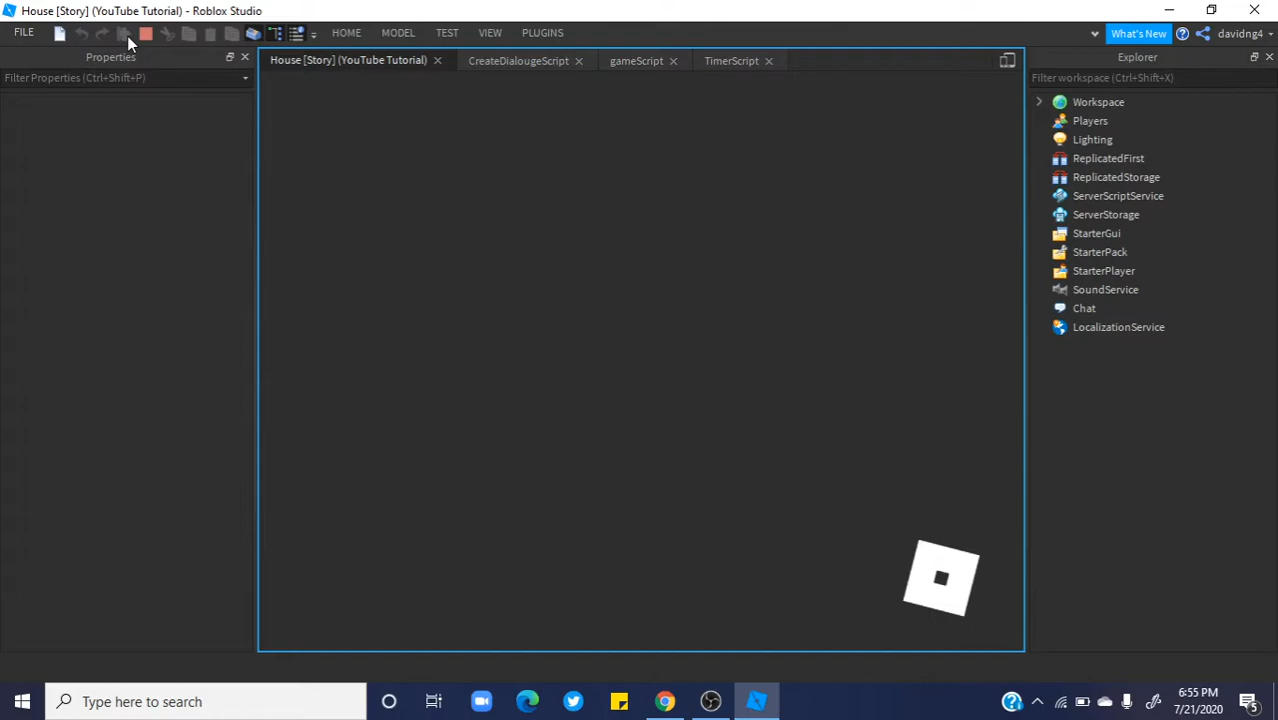 House [Story] (YouTube Tutorial) - Roblox Studio
FILE HOME MODEL TEST VIEW PLUGINS What's New davidng4
Properties
Filter Properties (Ctrl+Shift+P)
House [Story] (YouTube Tutorial) CreateDialougeScript gameScript TimerScript
Explorer
Filter workspace (Ctrl+Shift+X)
Workspace
Players
Lighting
ReplicatedFirst
ReplicatedStorage
ServerScriptService
ServerStorage
StarterGui
StarterPack
StarterPlayer
SoundService
Chat
LocalizationService
Type here to search
6:55 PM
7/21/2020
5